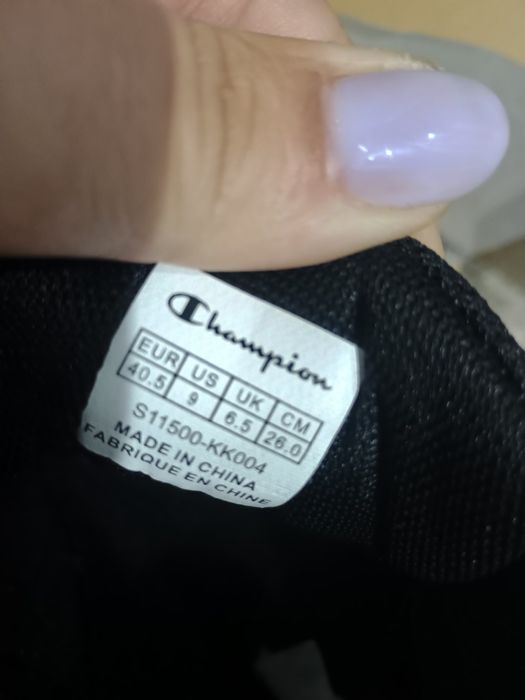 Champion
EUR US UK CM
40.5 9 6.5 26.0
S11500-KK004
MADE IN CHINA
FABRIQUE EN CHINE